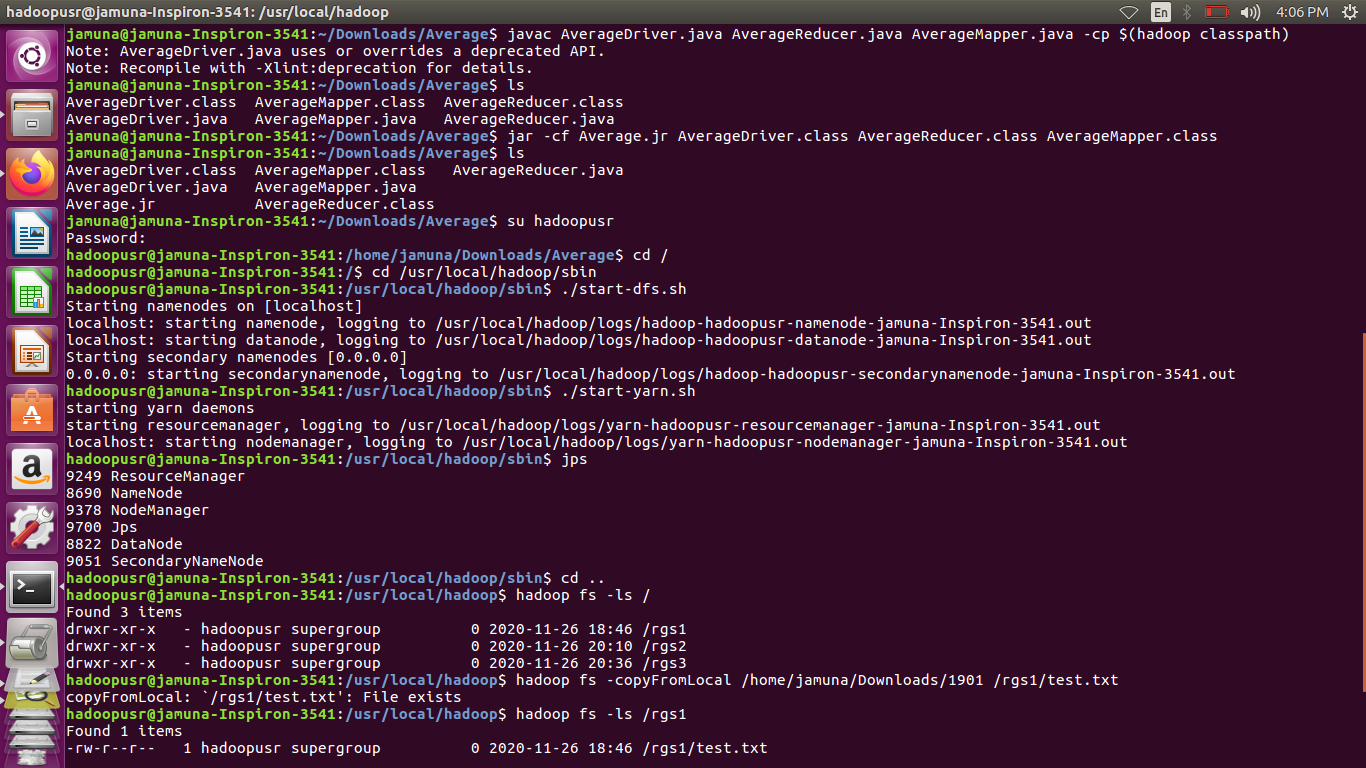 hadoopusr@jamuna-Inspiron-3541: /usr/local/hadoop
En
4:06 PM
jamuna@jamuna-Inspiron-3541:~/Downloads/Average$ javac AverageDriver.java AverageReducer.java AverageMapper.java -cp $(hadoop classpath)
Note: AverageDriver.java uses or overrides a deprecated API.
Note: Recompile with -Xlint:deprecation for details.
jamuna@jamuna-Inspiron-3541:~/Downloads/Average$ ls
AverageDriver.class  AverageMapper.class  AverageReducer.class
AverageDriver.java   AverageMapper.java   AverageReducer.java
jamuna@jamuna-Inspiron-3541:~/Downloads/Average$ jar -cf Average.jr AverageDriver.class AverageReducer.class AverageMapper.class
jamuna@jamuna-Inspiron-3541:~/Downloads/Average$ ls
AverageDriver.class  AverageMapper.class   AverageReducer.java
AverageDriver.java   AverageMapper.java
Average.jr           AverageReducer.class
jamuna@jamuna-Inspiron-3541:~/Downloads/Average$ su hadoopusr
Password:
hadoopusr@jamuna-Inspiron-3541:/home/jamuna/Downloads/Average$ cd /
hadoopusr@jamuna-Inspiron-3541:/$ cd /usr/local/hadoop/sbin
hadoopusr@jamuna-Inspiron-3541:/usr/local/hadoop/sbin$ ./start-dfs.sh
Starting namenodes on [localhost]
localhost: starting namenode, logging to /usr/local/hadoop/logs/hadoop-hadoopusr-namenode-jamuna-Inspiron-3541.out
localhost: starting datanode, logging to /usr/local/hadoop/logs/hadoop-hadoopusr-datanode-jamuna-Inspiron-3541.out
Starting secondary namenodes [0.0.0.0]
0.0.0.0: starting secondarynamenode, logging to /usr/local/hadoop/logs/hadoop-hadoopusr-secondarynamenode-jamuna-Inspiron-3541.out
hadoopusr@jamuna-Inspiron-3541:/usr/local/hadoop/sbin$ ./start-yarn.sh
starting yarn daemons
starting resourcemanager, logging to /usr/local/hadoop/logs/yarn-hadoopusr-resourcemanager-jamuna-Inspiron-3541.out
localhost: starting nodemanager, logging to /usr/local/hadoop/logs/yarn-hadoopusr-nodemanager-jamuna-Inspiron-3541.out
hadoopusr@jamuna-Inspiron-3541:/usr/local/hadoop/sbin$ jps
9249 ResourceManager
8690 NameNode
9378 NodeManager
9700 Jps
8822 DataNode
9051 SecondaryNameNode
hadoopusr@jamuna-Inspiron-3541:/usr/local/hadoop/sbin$ cd ..
hadoopusr@jamuna-Inspiron-3541:/usr/local/hadoop$ hadoop fs -ls /
Found 3 items
drwxr-xr-x   - hadoopusr supergroup          0 2020-11-26 18:46 /rgs1
drwxr-xr-x   - hadoopusr supergroup          0 2020-11-26 20:10 /rgs2
drwxr-xr-x   - hadoopusr supergroup          0 2020-11-26 20:36 /rgs3
hadoopusr@jamuna-Inspiron-3541:/usr/local/hadoop$ hadoop fs -copyFromLocal /home/jamuna/Downloads/1901 /rgs1/test.txt
copyFromLocal: `/rgs1/test.txt': File exists
hadoopusr@jamuna-Inspiron-3541:/usr/local/hadoop$ hadoop fs -ls /rgs1
Found 1 items
-rw-r--r--   1 hadoopusr supergroup          0 2020-11-26 18:46 /rgs1/test.txt